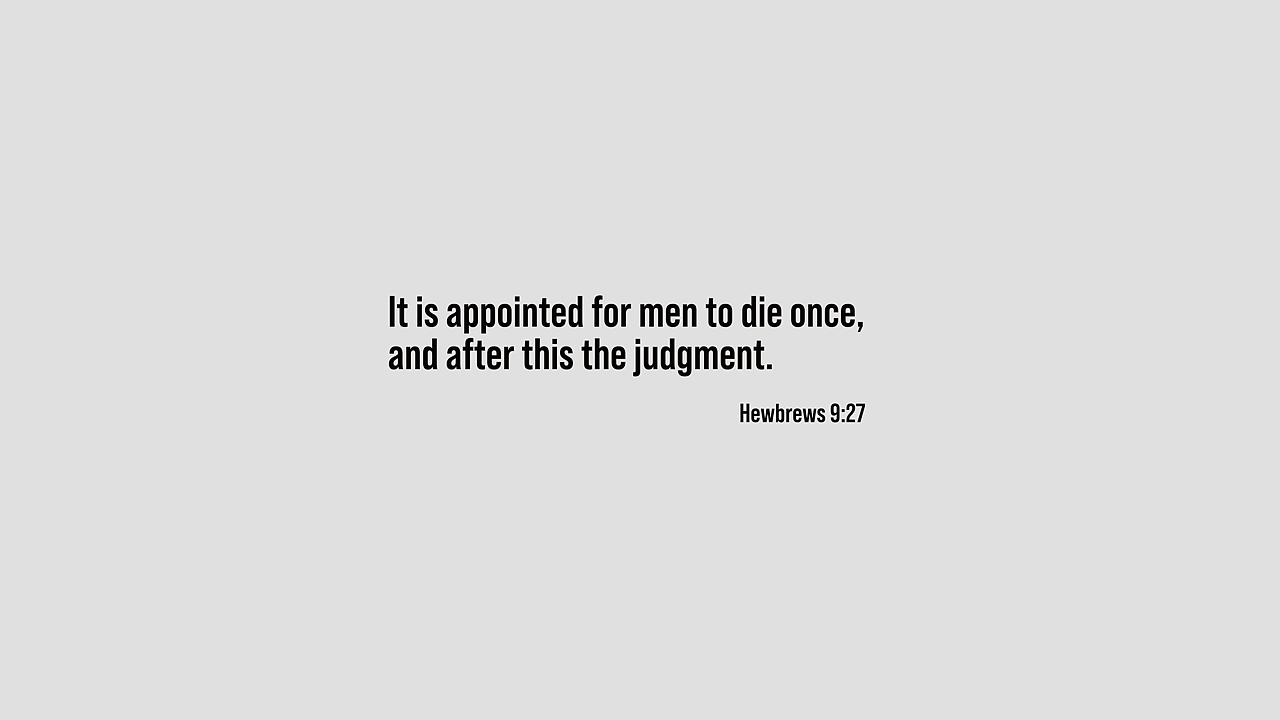 It is appointed for men to die once,
and after this the judgment.
Hewbrews 9:27